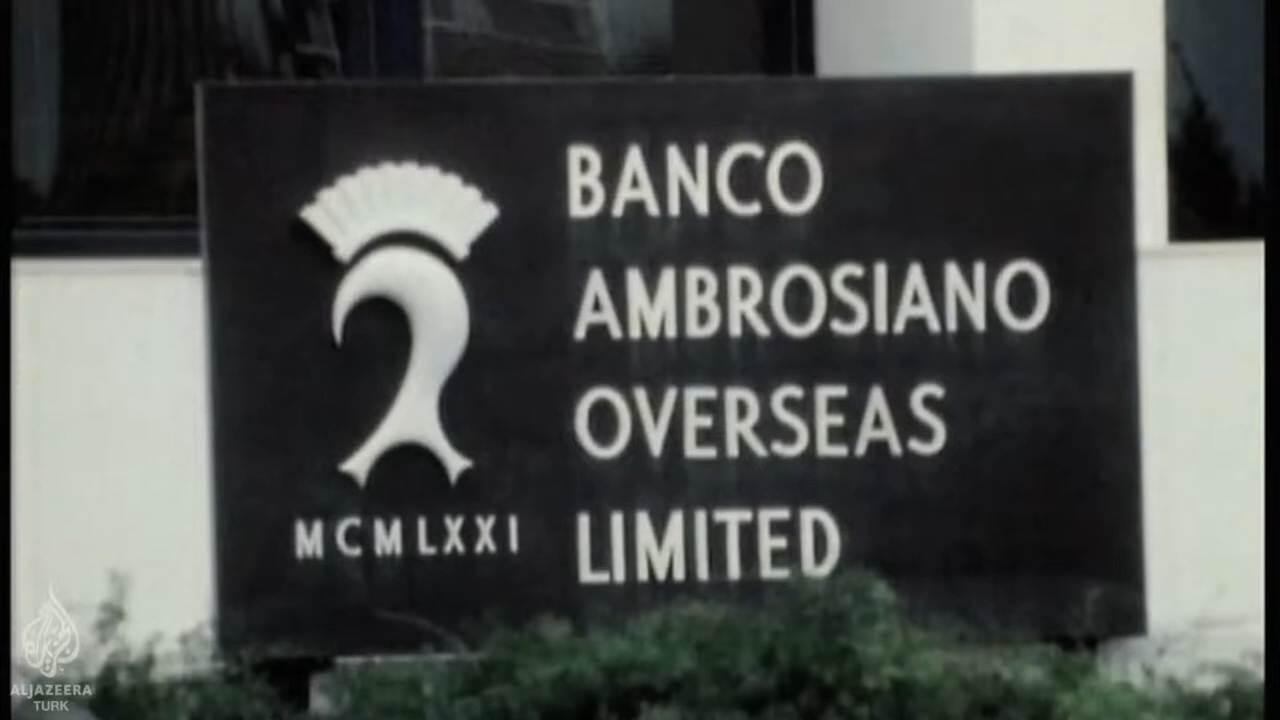 BANCO
AMBROSIANO
OVERSEAS
LIMITED
MCMLXXI
ALJAZEERA
TURK